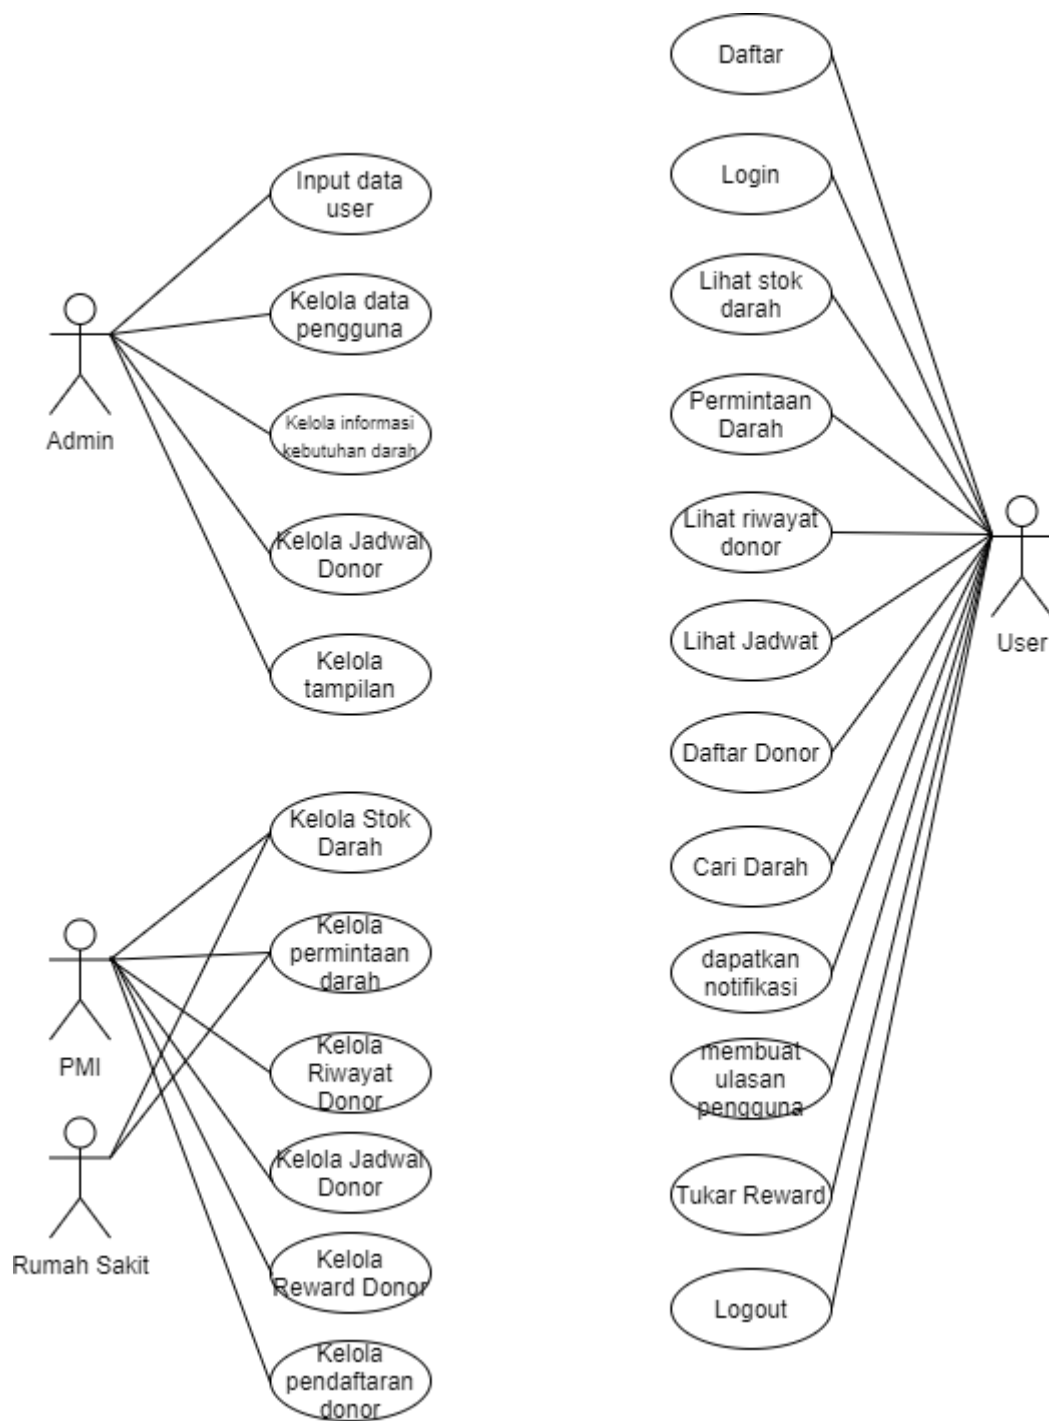 Daftar
Login
Lihat stok
darah
Permintaan
Darah
Lihat riwayat
donor
Lihat Jadwat
Daftar Donor
Cari Darah
dapatkan
notifikasi
membuat
ulasan
pengguna
Tukar Reward
Logout
User
Input data
user
Kelola data
pengguna
Kelola informasi
kebutuhan darah
Kelola Jadwal
Donor
Kelola
tampilan
Admin
Kelola Stok
Darah
Kelola
permintaan
darah
Kelola
Riwayat
Donor
Kelola Jadwal
Donor
Kelola
Reward Donor
Kelola
pendaftaran
donor
PMI
Rumah Sakit